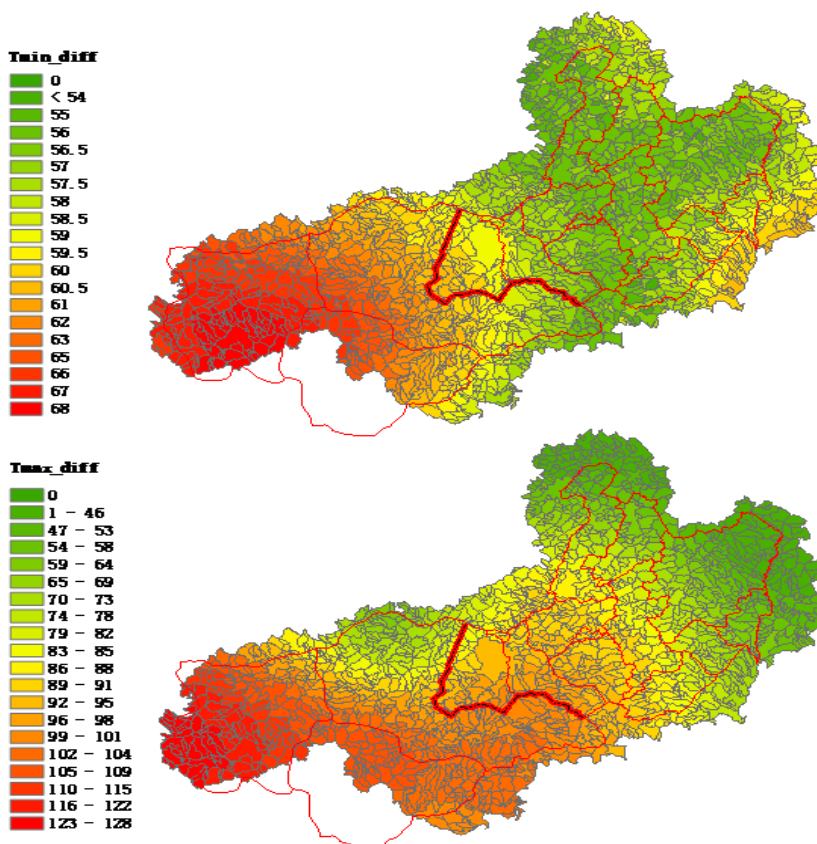 Tmin_diff
0
< 54
55
56
56.5
57
57.5
58
58.5
59
59.5
60
60.5
61
62
63
65
66
67
68
Tmax_diff
0
1 - 46
47 - 53
54 - 58
59 - 64
65 - 69
70 - 73
74 - 78
79 - 82
83 - 85
86 - 88
89 - 91
92 - 95
96 - 98
99 - 101
102 - 104
105 - 109
110 - 115
116 - 122
123 - 128